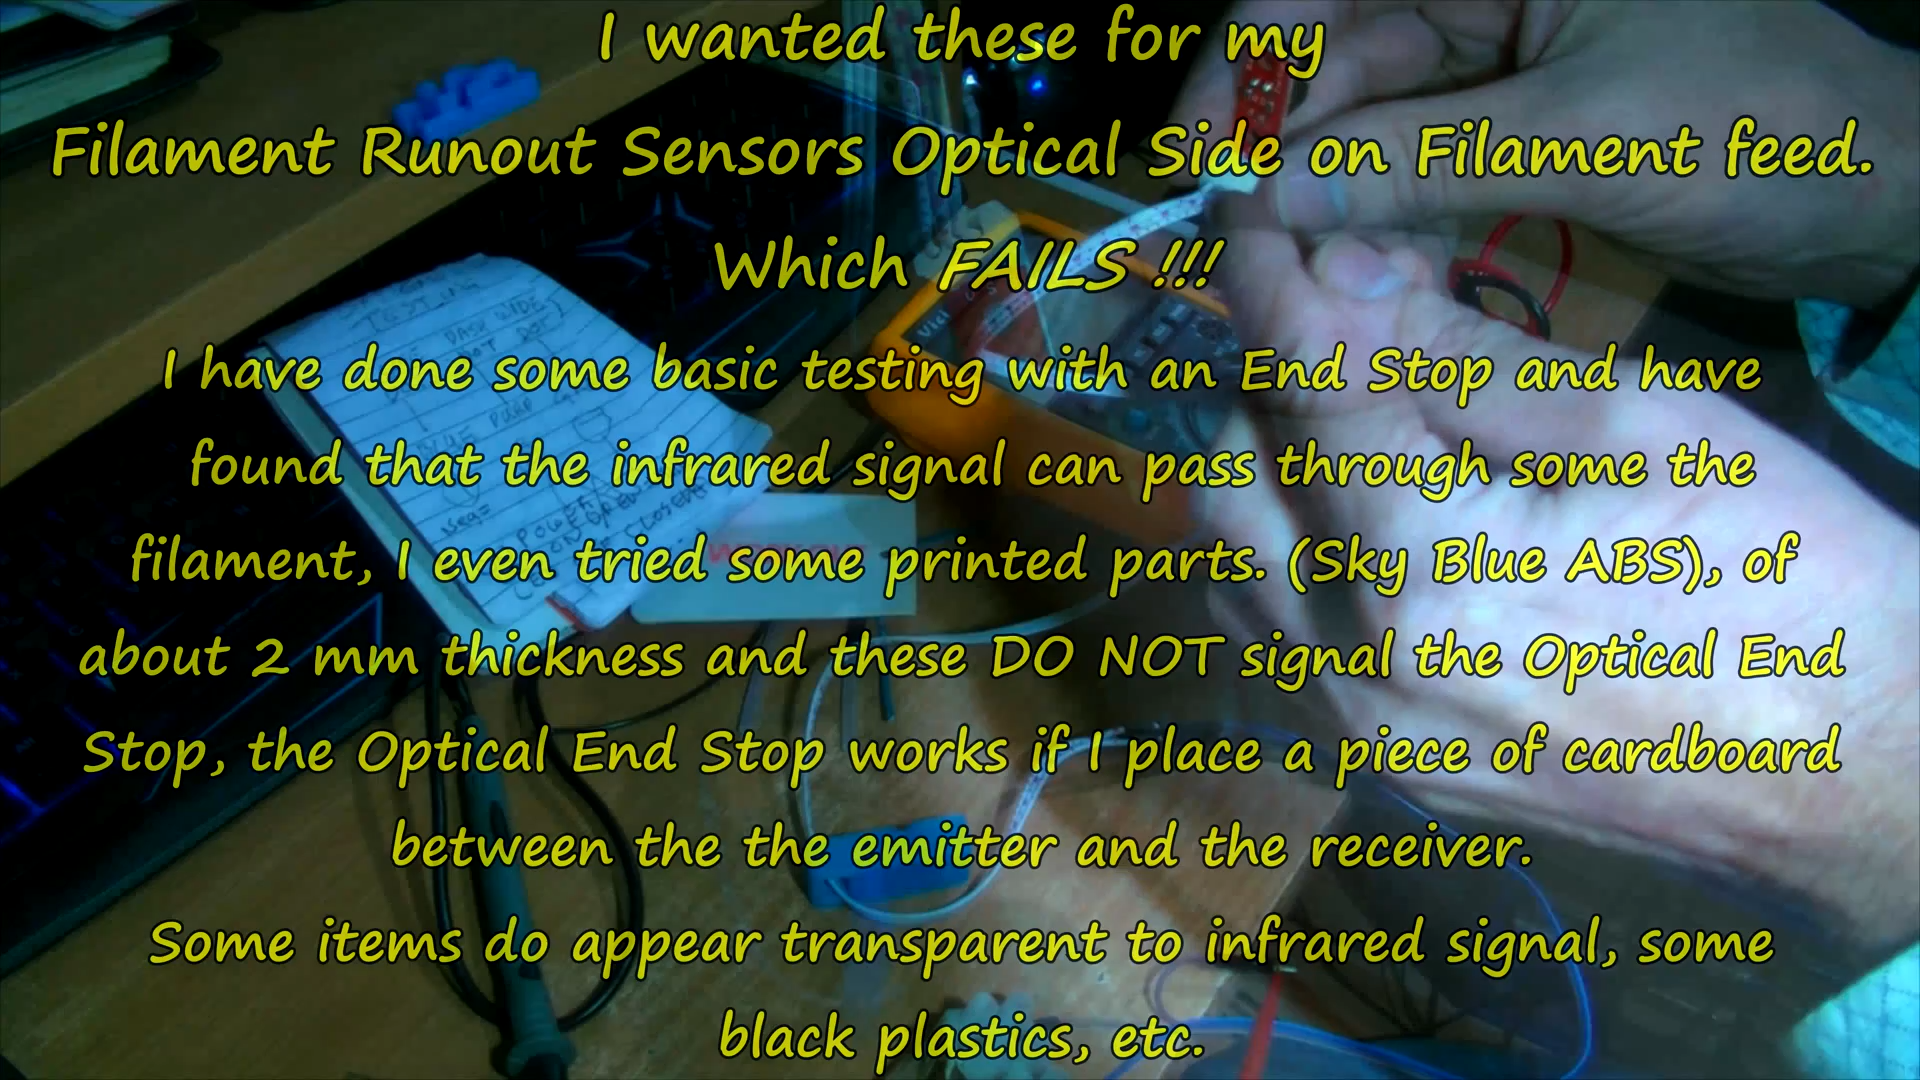 I wanted these for my
Filament Runout Sensors Optical Side on Filament feed.
Which FAILS !!!
I have done some basic testing with an End Stop and have
found that the infrared signal can pass through some the
filament, I even tried some printed parts. (Sky Blue ABS), of
about 2 mm thickness and these DO NOT signal the Optical End
Stop, the Optical End Stop works if I place a piece of cardboard
between the the emitter and the receiver.
Some items do appear transparent to infrared signal, some
black plastics, etc.
TESTING